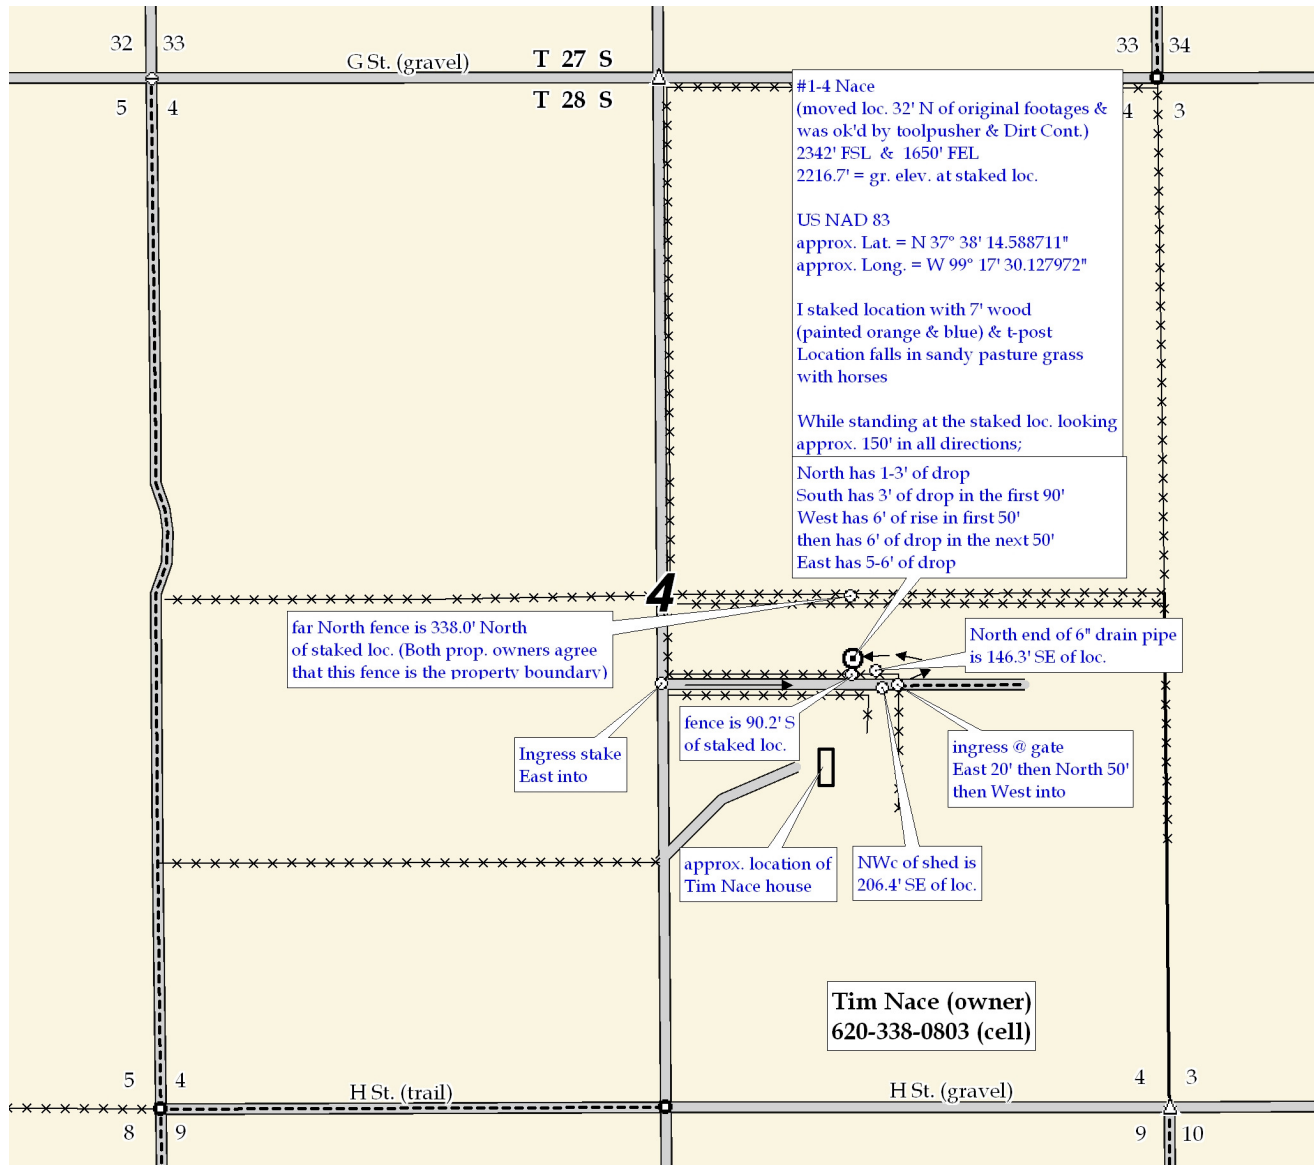 32 33
33 34
G St. (gravel)
T 27 S
T 28 S
5 4
4 3
#1-4 Nace
(moved loc. 32' N of original footages &
was ok'd by toolpusher & Dirt Cont.)
2342' FSL & 1650' FEL
2216.7' = gr. elev. at staked loc.
US NAD 83
approx. Lat. = N 37° 38' 14.588711"
approx. Long. = W 99° 17' 30.127972"
I staked location with 7' wood
(painted orange & blue) & t-post
Location falls in sandy pasture grass
with horses
While standing at the staked loc. looking
approx. 150' in all directions;
North has 1-3' of drop
South has 3' of drop in the first 90'
West has 6' of rise in first 50'
then has 6' of drop in the next 50'
East has 5-6' of drop
4
far North fence is 338.0' North
of staked loc. (Both prop. owners agree
that this fence is the property boundary)
North end of 6" drain pipe
is 146.3' SE of loc.
fence is 90.2' S
of staked loc.
Ingress stake
East into
ingress @ gate
East 20' then North 50'
then West into
approx. location of
Tim Nace house
NWc of shed is
206.4' SE of loc.
Tim Nace (owner)
620-338-0803 (cell)
5 4
4 3
H St. (trail)
H St. (gravel)
8 9
9 10